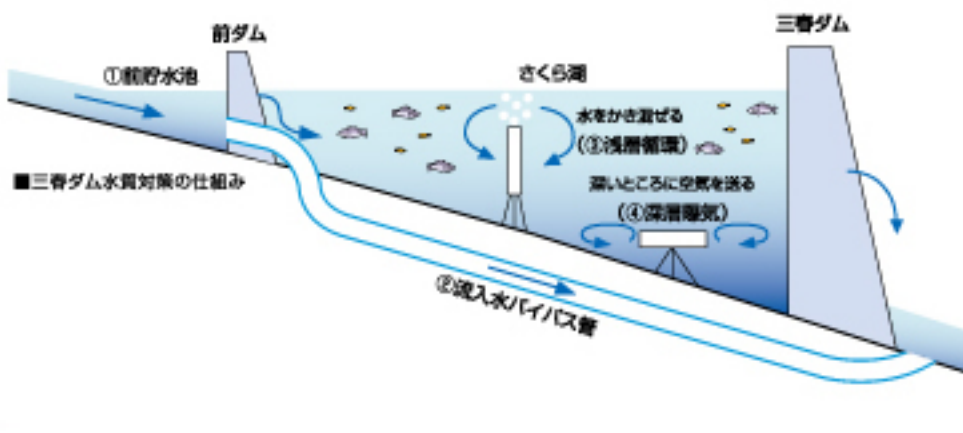 前ダム
三春ダム
①前貯水池
さくら湖
水をかき混ぜる
(③浅層循環)
■三春ダム水質対策の仕組み
深いところに空気を送る
(④深層曝気)
②流入水バイパス管